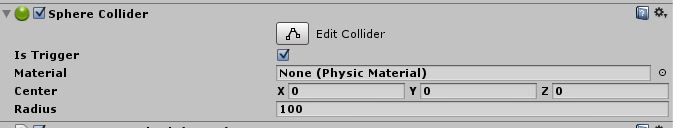 Sphere Collider
Edit Collider
Is Trigger
Material None (Physic Material)
Center X 0 Y 0 Z 0
Radius 100